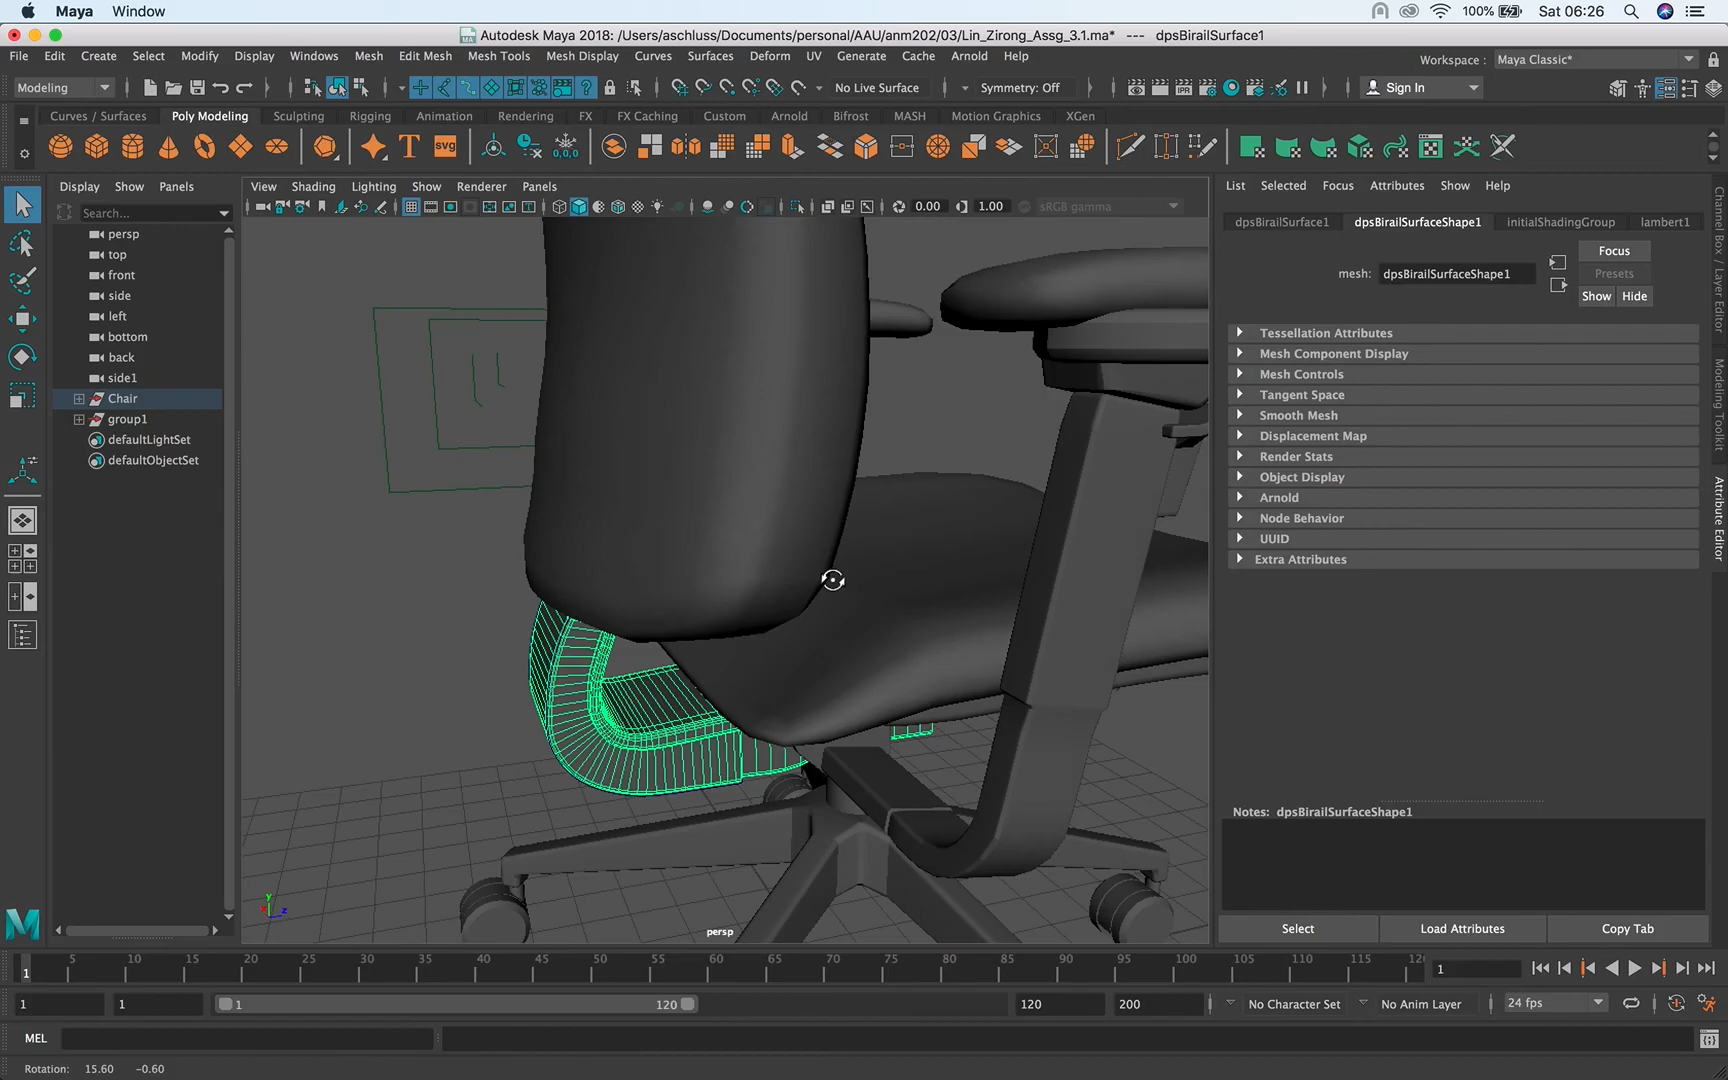 Maya Window 100% Sat 06:26
Autodesk Maya 2018: /Users/aschluss/Documents/personal/AAU/anm202/03/Lin_Zirong_Assg_3.1.ma* --- dpsBirailSurface1
File Edit Create Select Modify Display Windows Mesh Edit Mesh Mesh Tools Mesh Display Curves Surfaces Deform UV Generate Cache Arnold Help Workspace: Maya Classic*
Modeling No Live Surface Symmetry: Off IPR Sign In
Curves / Surfaces Poly Modeling Sculpting Rigging Animation Rendering FX FX Caching Custom Arnold Bifrost MASH Motion Graphics XGen
T svg 0,0,0
Display Show Panels
View Shading Lighting Show Renderer Panels
List Selected Focus Attributes Show Help
Search...
0.00 1.00 sRGB gamma
dpsBirailSurface1 dpsBirailSurfaceShape1 initialShadingGroup lambert1
persp
top
front
side
left
bottom
back
side1
Chair
group1
defaultLightSet
defaultObjectSet
mesh: dpsBirailSurfaceShape1
Focus
Presets
Show Hide
Tessellation Attributes
Mesh Component Display
Mesh Controls
Tangent Space
Smooth Mesh
Displacement Map
Render Stats
Object Display
Arnold
Node Behavior
UUID
Extra Attributes
Channel Box / Layer Editor
Modeling Toolkit
Attribute Editor
Notes: dpsBirailSurfaceShape1
y
x z
persp
Select Load Attributes Copy Tab
1 5 10 15 20 25 30 35 40 45 50 55 60 65 70 75 80 85 90 95 100 105 110 115 12
1
1 1 1 120 120 200 No Character Set No Anim Layer 24 fps
MEL
Rotation: 15.60 -0.60